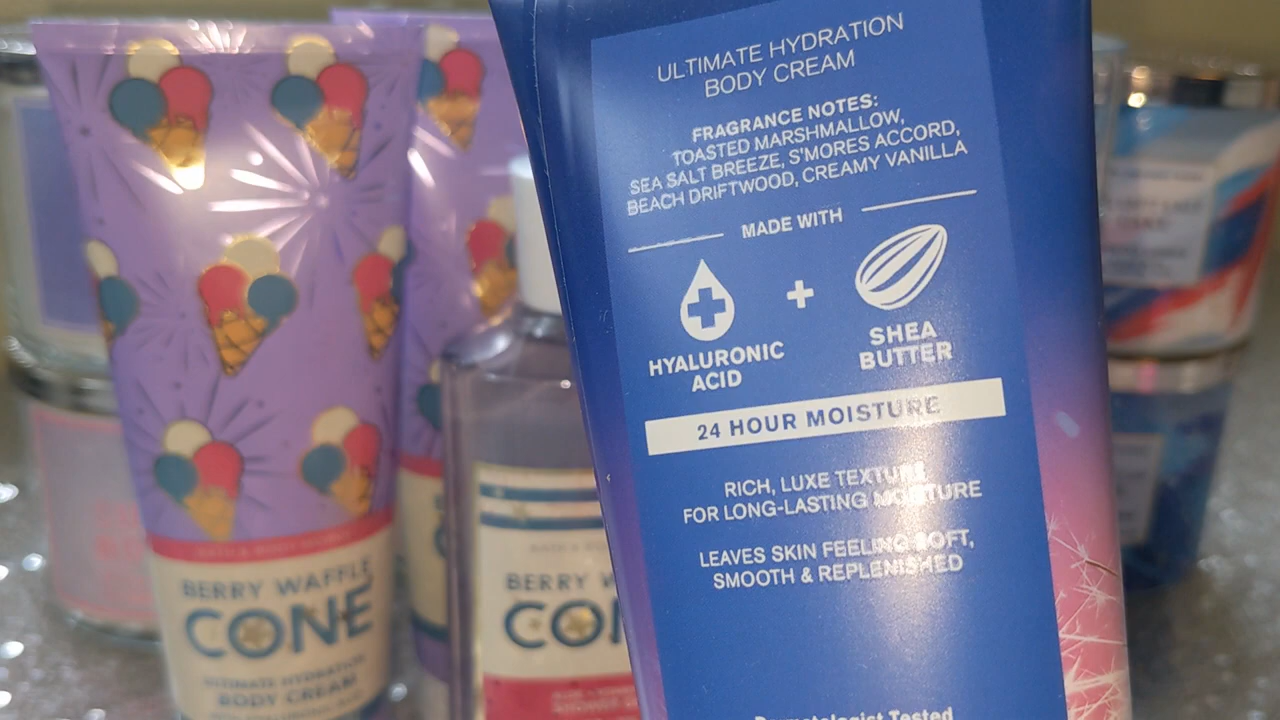 ULTIMATE HYDRATION
BODY CREAM
FRAGRANCE NOTES:
TOASTED MARSHMALLOW,
SEA SALT BREEZE, S'MORES ACCORD,
BEACH DRIFTWOOD, CREAMY VANILLA
MADE WITH
+
HYALURONIC
ACID
SHEA
BUTTER
24 HOUR MOISTURE
RICH, LUXE TEXTURE
FOR LONG-LASTING MOISTURE
LEAVES SKIN FEELING SOFT,
SMOOTH & REPLENISHED
Dermatologist Tested
BERRY WAFFLE
CONE
ULTIMATE HYDRATION
BODY CREAM
BERRY W
CON